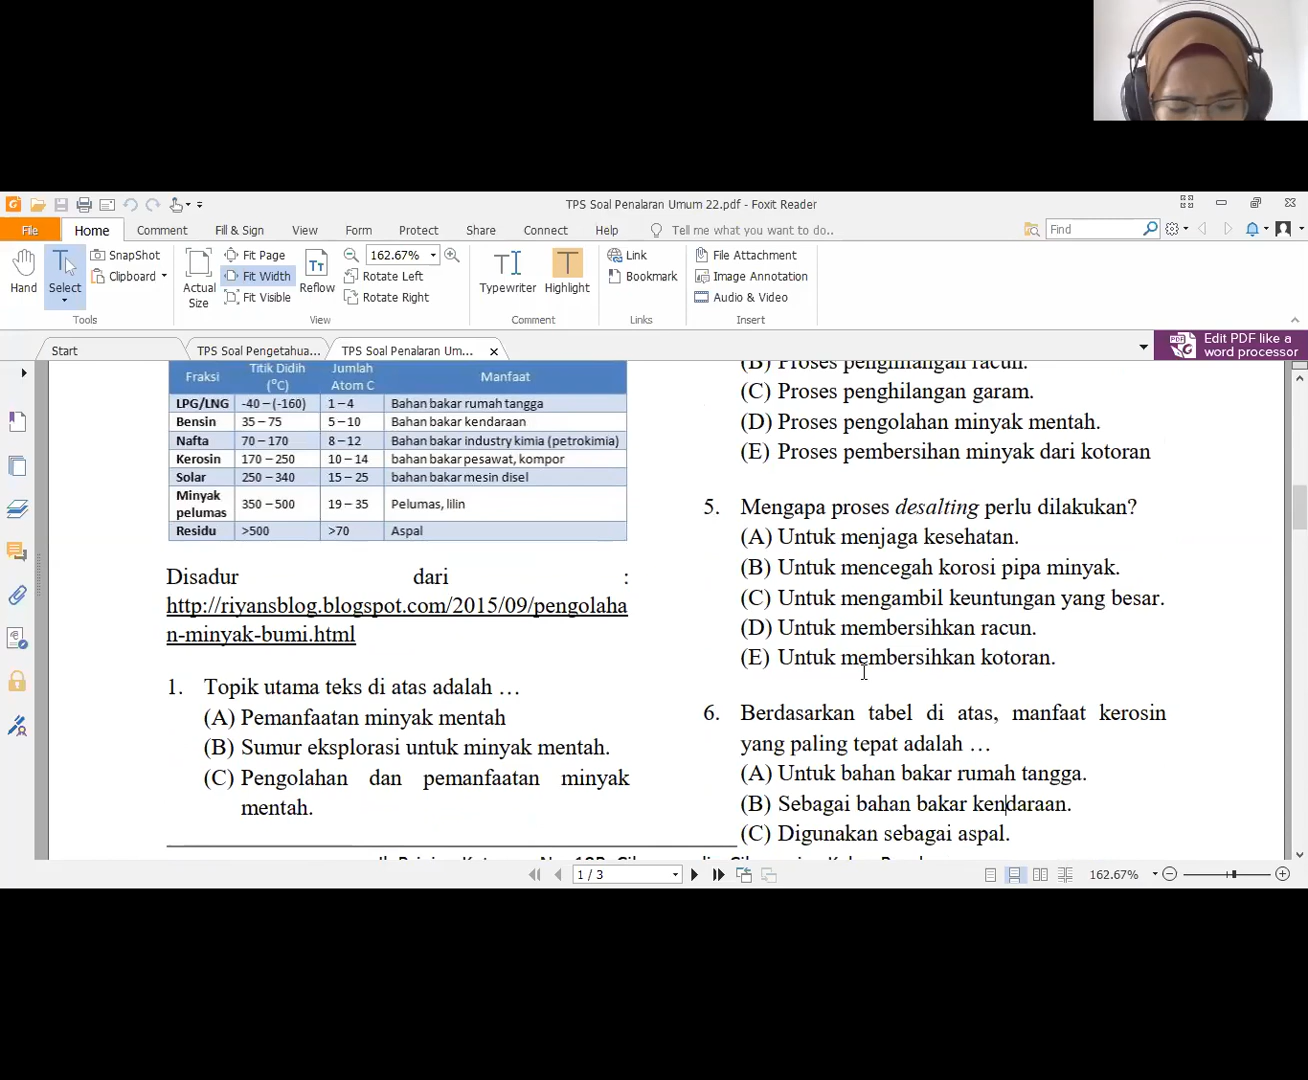 TPS Soal Penalaran Umum 22.pdf - Foxit Reader
File Home Comment Fill & Sign View Form Protect Share Connect Help Tell me what you want to do.. Find
Hand
Select
SnapShot
Clipboard
Tools
Actual Size
Fit Page
Fit Width
Fit Visible
Reflow
162.67%
Rotate Left
Rotate Right
View
Typewriter
Highlight
Comment
Link
Bookmark
Links
File Attachment
Image Annotation
Audio & Video
Insert
Start TPS Soal Pengetahua... TPS Soal Penalaran Um...
Edit PDF like a
word processor
Fraksi Titik Didih (°C) Jumlah Atom C Manfaat
LPG/LNG -40 – (-160) 1 – 4 Bahan bakar rumah tangga
Bensin 35 – 75 5 – 10 Bahan bakar kendaraan
Nafta 70 – 170 8 – 12 Bahan bakar industry kimia (petrokimia)
Kerosin 170 – 250 10 – 14 bahan bakar pesawat, kompor
Solar 250 – 340 15 – 25 bahan bakar mesin disel
Minyak pelumas 350 – 500 19 – 35 Pelumas, lilin
Residu >500 >70 Aspal
Disadur dari :
http://riyansblog.blogspot.com/2015/09/pengolaha
n-minyak-bumi.html
1. Topik utama teks di atas adalah …
(A) Pemanfaatan minyak mentah
(B) Sumur eksplorasi untuk minyak mentah.
(C) Pengolahan dan pemanfaatan minyak
mentah.
(B) Proses penghilangan racun.
(C) Proses penghilangan garam.
(D) Proses pengolahan minyak mentah.
(E) Proses pembersihan minyak dari kotoran
5. Mengapa proses desalting perlu dilakukan?
(A) Untuk menjaga kesehatan.
(B) Untuk mencegah korosi pipa minyak.
(C) Untuk mengambil keuntungan yang besar.
(D) Untuk membersihkan racun.
(E) Untuk membersihkan kotoran.
6. Berdasarkan tabel di atas, manfaat kerosin
yang paling tepat adalah …
(A) Untuk bahan bakar rumah tangga.
(B) Sebagai bahan bakar kendaraan.
(C) Digunakan sebagai aspal.
1 / 3
162.67%